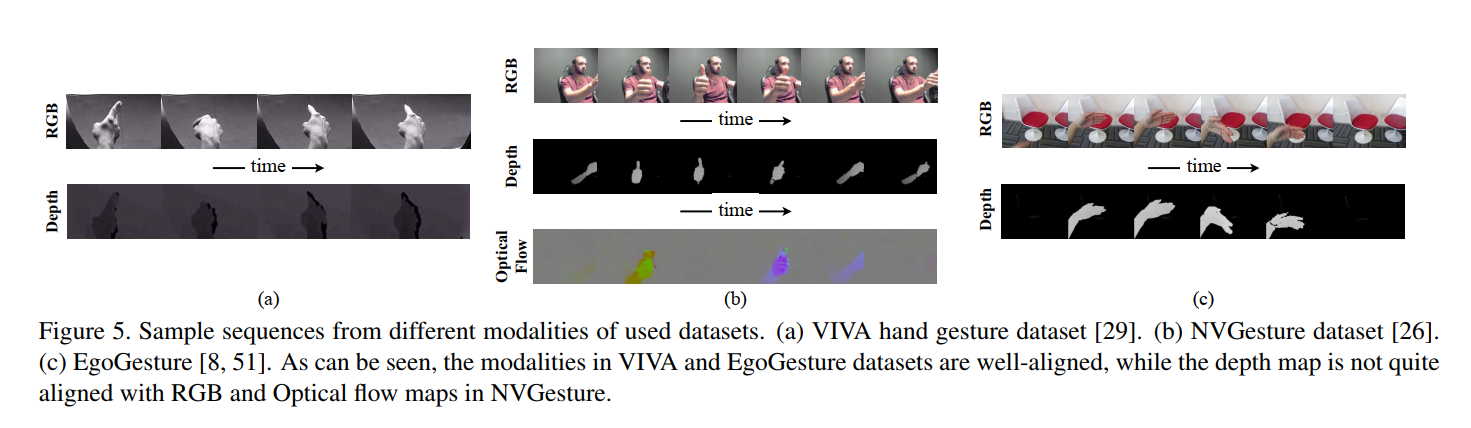 RGB
time
Depth
(a)
RGB
time
Depth
time
Optical
Flow
(b)
RGB
time
Depth
(c)
Figure 5. Sample sequences from different modalities of used datasets. (a) VIVA hand gesture dataset [29]. (b) NVGesture dataset [26].
(c) EgoGesture [8, 51]. As can be seen, the modalities in VIVA and EgoGesture datasets are well-aligned, while the depth map is not quite
aligned with RGB and Optical flow maps in NVGesture.